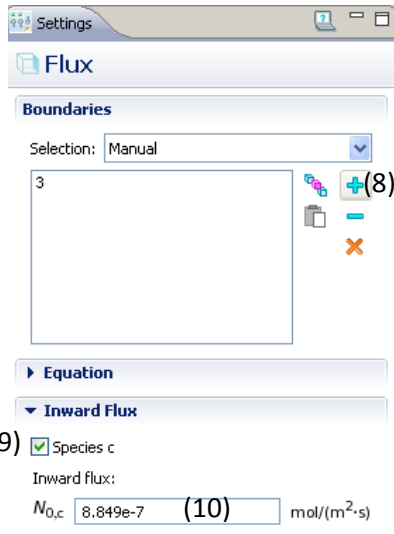 Settings
Flux
Boundaries
Selection: Manual
3
(8)
Equation
Inward Flux
9) Species c
Inward flux:
N0,c 8.849e-7 (10) mol/(m²·s)